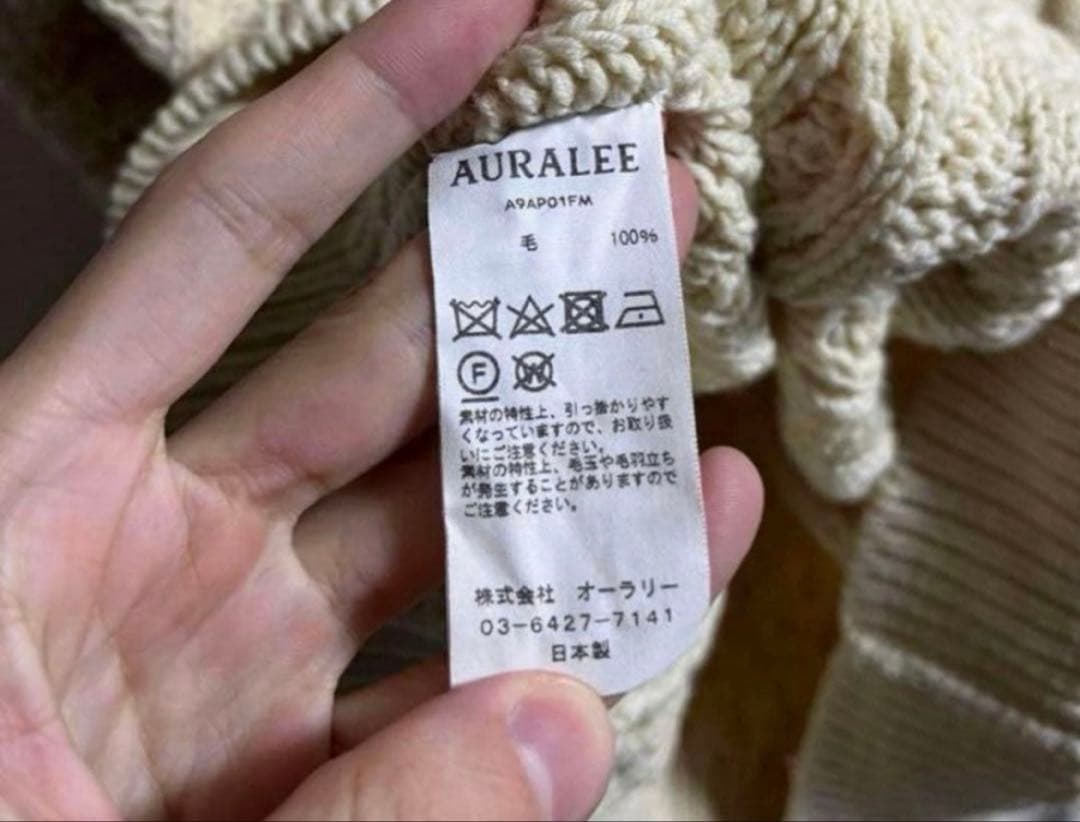 AURALEE
A9AP01FM
毛 100%
F W
素材の特性上、引っ掛かりやす
くなっていますので、お取り扱
いにご注意ください。
素材の特性上、毛玉や毛羽立ち
が発生することがありますので
ご注意ください。
株式会社 オーラリー
03-6427-7141
日本製